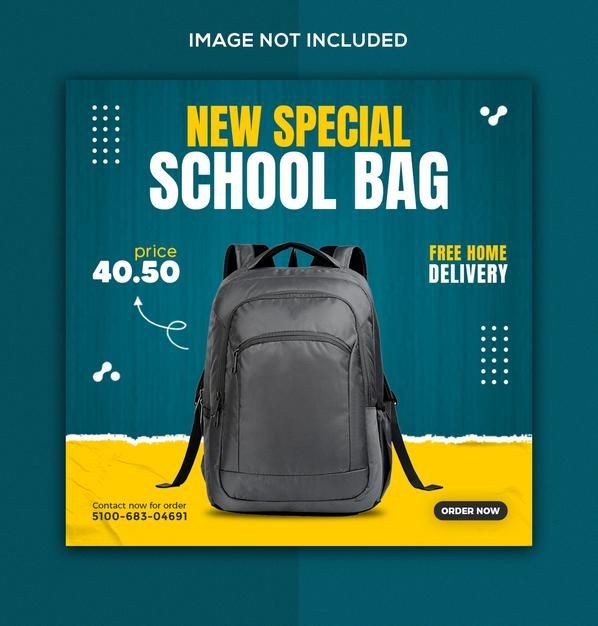 IMAGE NOT INCLUDED
NEW SPECIAL
SCHOOL BAG
price
40.50
FREE HOME
DELIVERY
Contact now for order
5100-683-04691
ORDER NOW